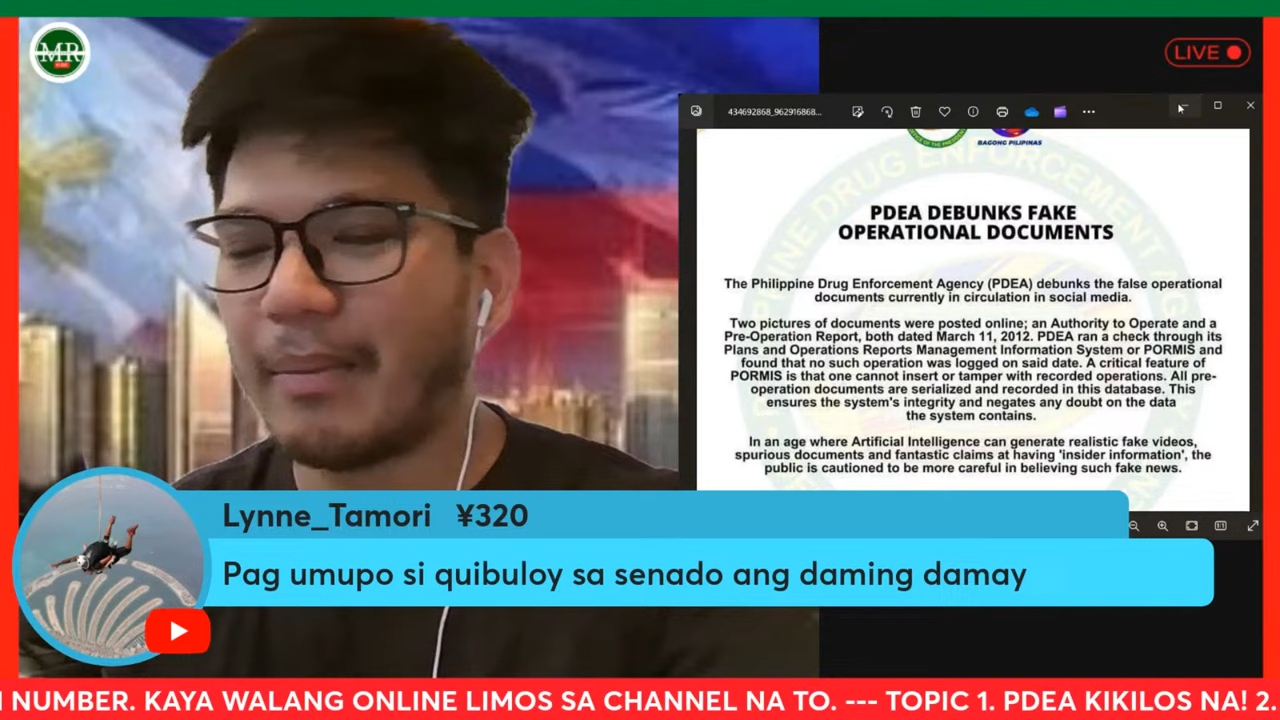 MR
LIVE
434692868_962916868...
BAGONG PILIPINAS
PDEA DEBUNKS FAKE
OPERATIONAL DOCUMENTS
The Philippine Drug Enforcement Agency (PDEA) debunks the false operational
documents currently in circulation in social media.
Two pictures of documents were posted online; an Authority to Operate and a
Pre-Operation Report, both dated March 11, 2012. PDEA ran a check through its
Plans and Operations Reports Management Information System or PORMIS and
found that no such operation was logged on said date. A critical feature of
PORMIS is that one cannot insert or tamper with recorded operations. All pre-
operation documents are serialized and recorded in this database. This
ensures the system's integrity and negates any doubt on the data
the system contains.
In an age where Artificial Intelligence can generate realistic fake videos,
spurious documents and fantastic claims at having 'insider information', the
public is cautioned to be more careful in believing such fake news.
Lynne_Tamori ¥320
Pag umupo si quibuloy sa senado ang daming damay
NUMBER. KAYA WALANG ONLINE LIMOS SA CHANNEL NA TO. --- TOPIC 1. PDEA KIKILOS NA! 2.